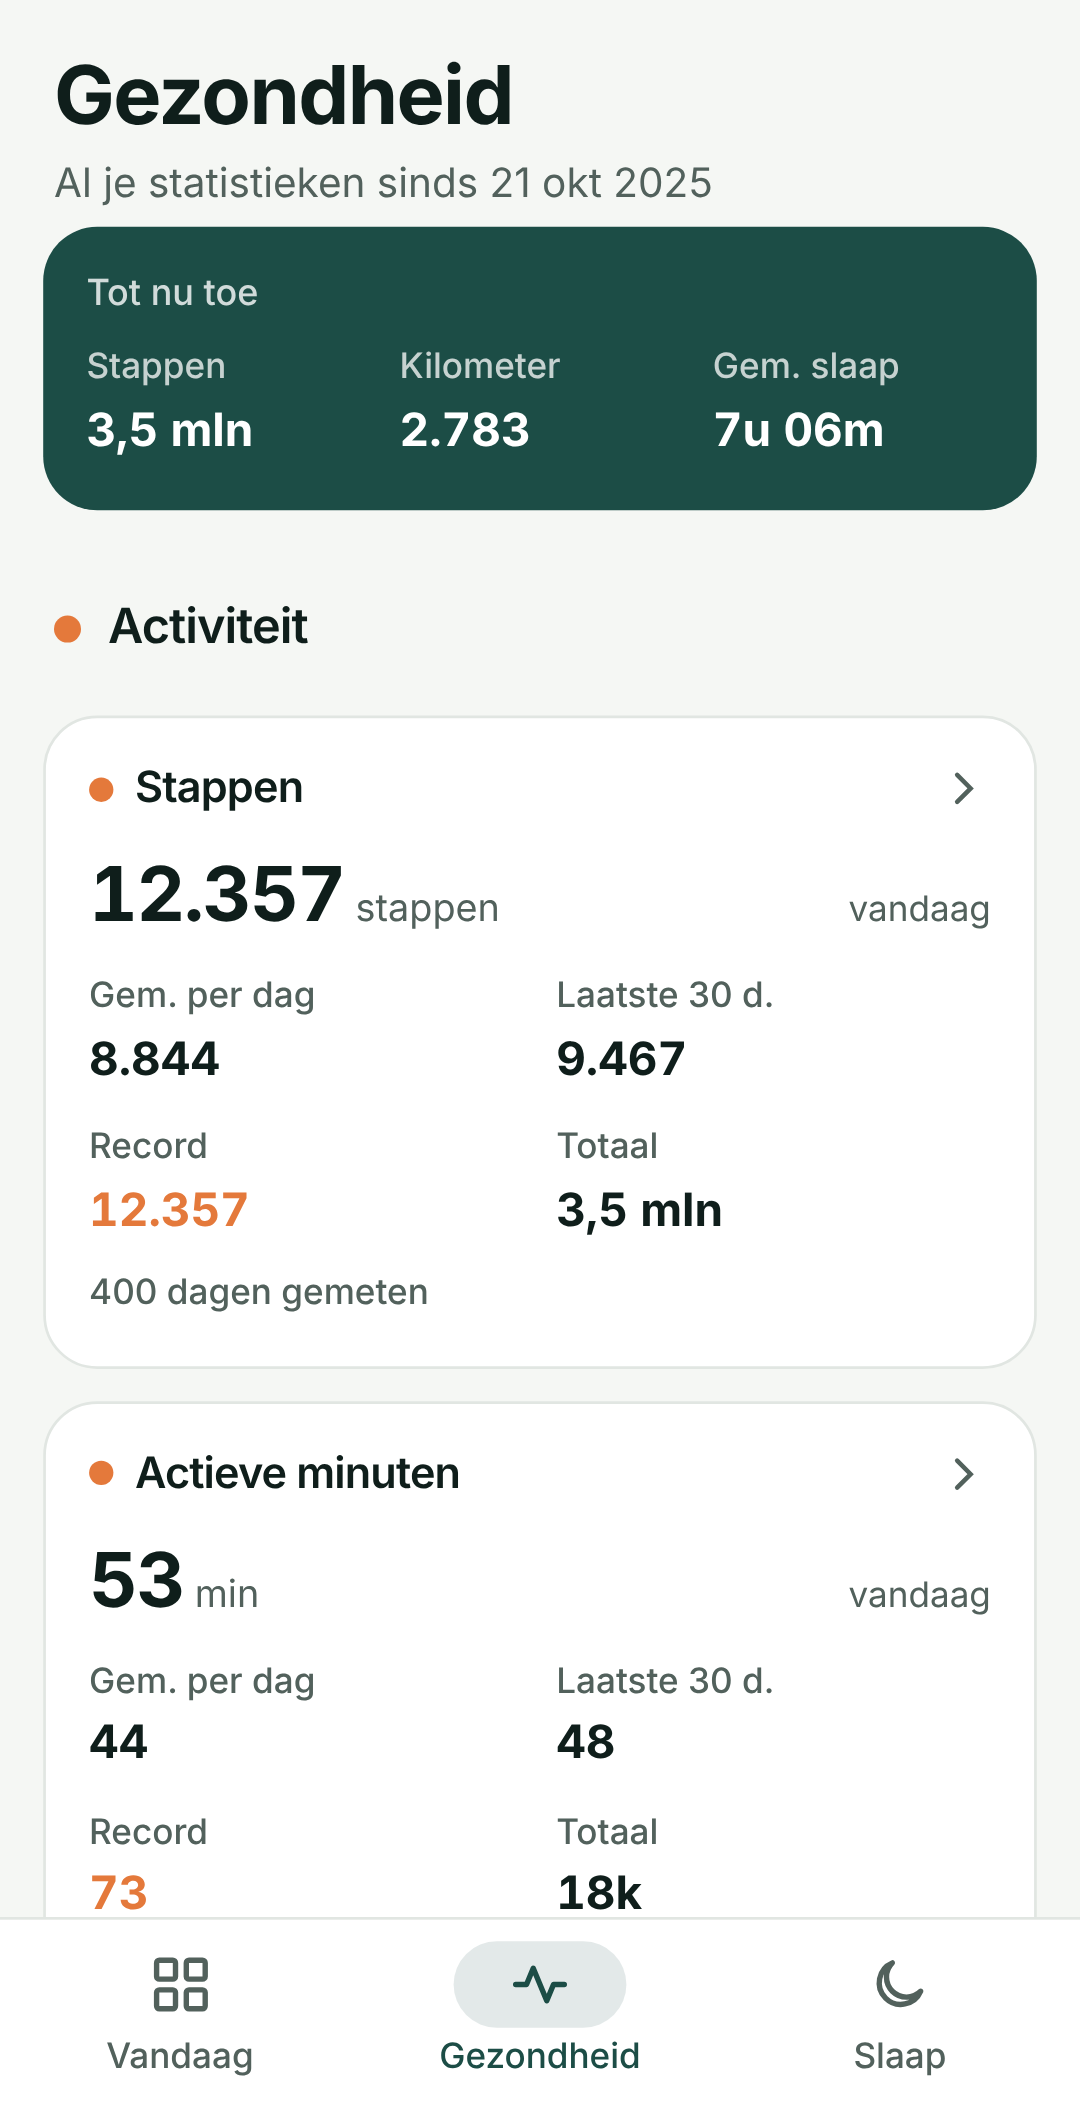 Gezondheid
Al je statistieken sinds 21 okt 2025
Tot nu toe
Stappen Kilometer Gem. slaap
3,5 mln 2.783 7u 06m
Activiteit
Stappen
12.357 stappen vandaag
Gem. per dag Laatste 30 d.
8.844 9.467
Record Totaal
12.357 3,5 mln
400 dagen gemeten
Actieve minuten
53 min vandaag
Gem. per dag Laatste 30 d.
44 48
Record Totaal
73 18k
Vandaag Gezondheid Slaap